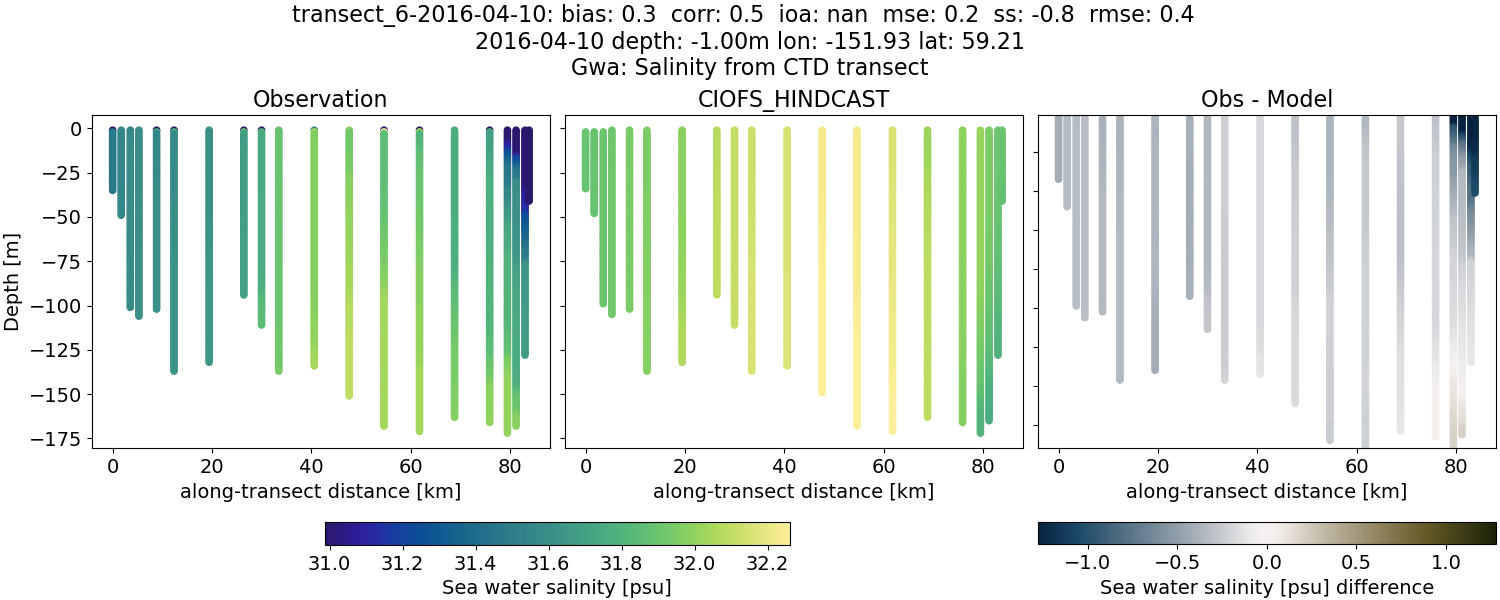 transect_6-2016-04-10: bias: 0.3  corr: 0.5  ioa: nan  mse: 0.2  ss: -0.8  rmse: 0.4
2016-04-10 depth: -1.00m lon: -151.93 lat: 59.21
Gwa: Salinity from CTD transect
Observation
CIOFS_HINDCAST
Obs - Model
Depth [m]
0
−25
−50
−75
−100
−125
−150
−175
0 20 40 60 80
0 20 40 60 80
0 20 40 60 80
along-transect distance [km]
along-transect distance [km]
along-transect distance [km]
31.0 31.2 31.4 31.6 31.8 32.0 32.2
Sea water salinity [psu]
−1.0 −0.5 0.0 0.5 1.0
Sea water salinity [psu] difference